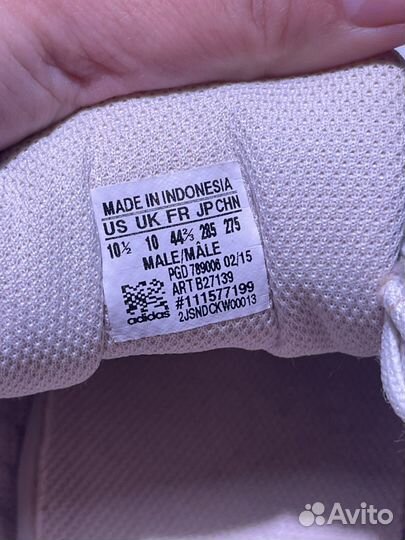 MADE IN INDONESIA
US UK FR JP CHN
10½ 10 44⅔ 285 275
MALE/MÂLE
PGD 789006 02/15
ART B27139
#111577199
2JSNDCKW00013
adidas
Avito